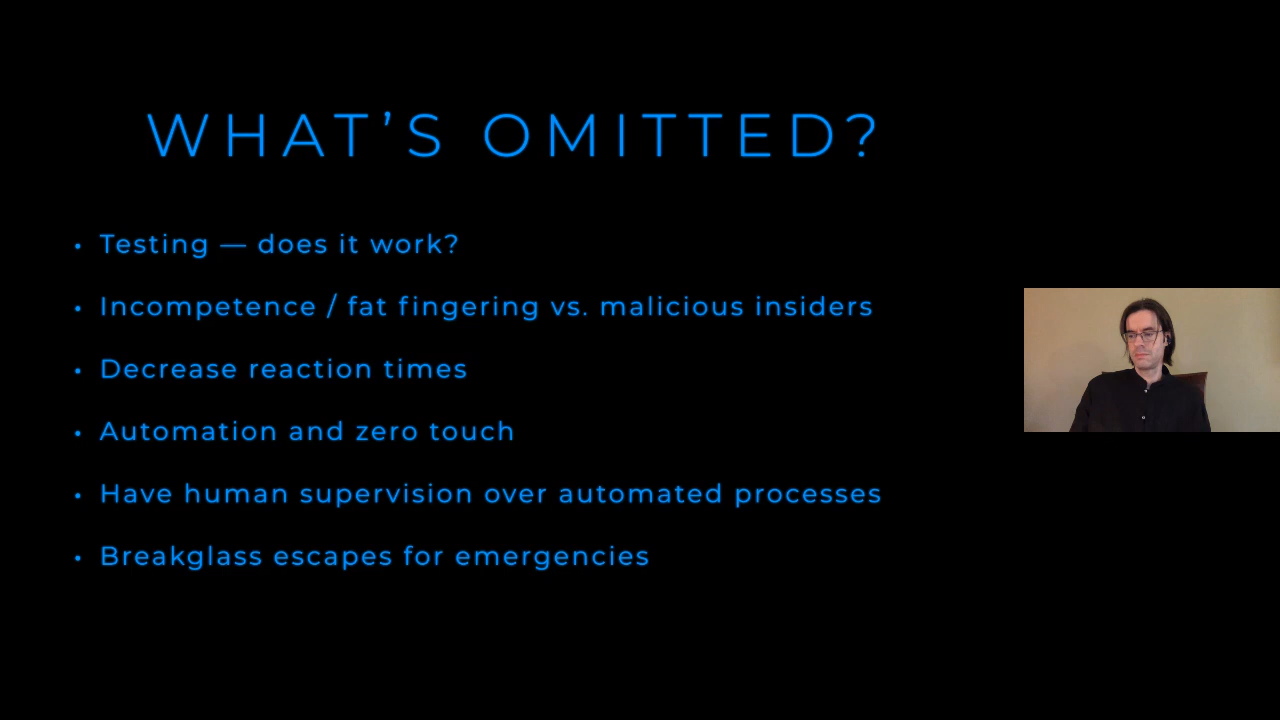 WHAT’S OMITTED?
• Testing — does it work?
• Incompetence / fat fingering vs. malicious insiders
• Decrease reaction times
• Automation and zero touch
• Have human supervision over automated processes
• Breakglass escapes for emergencies